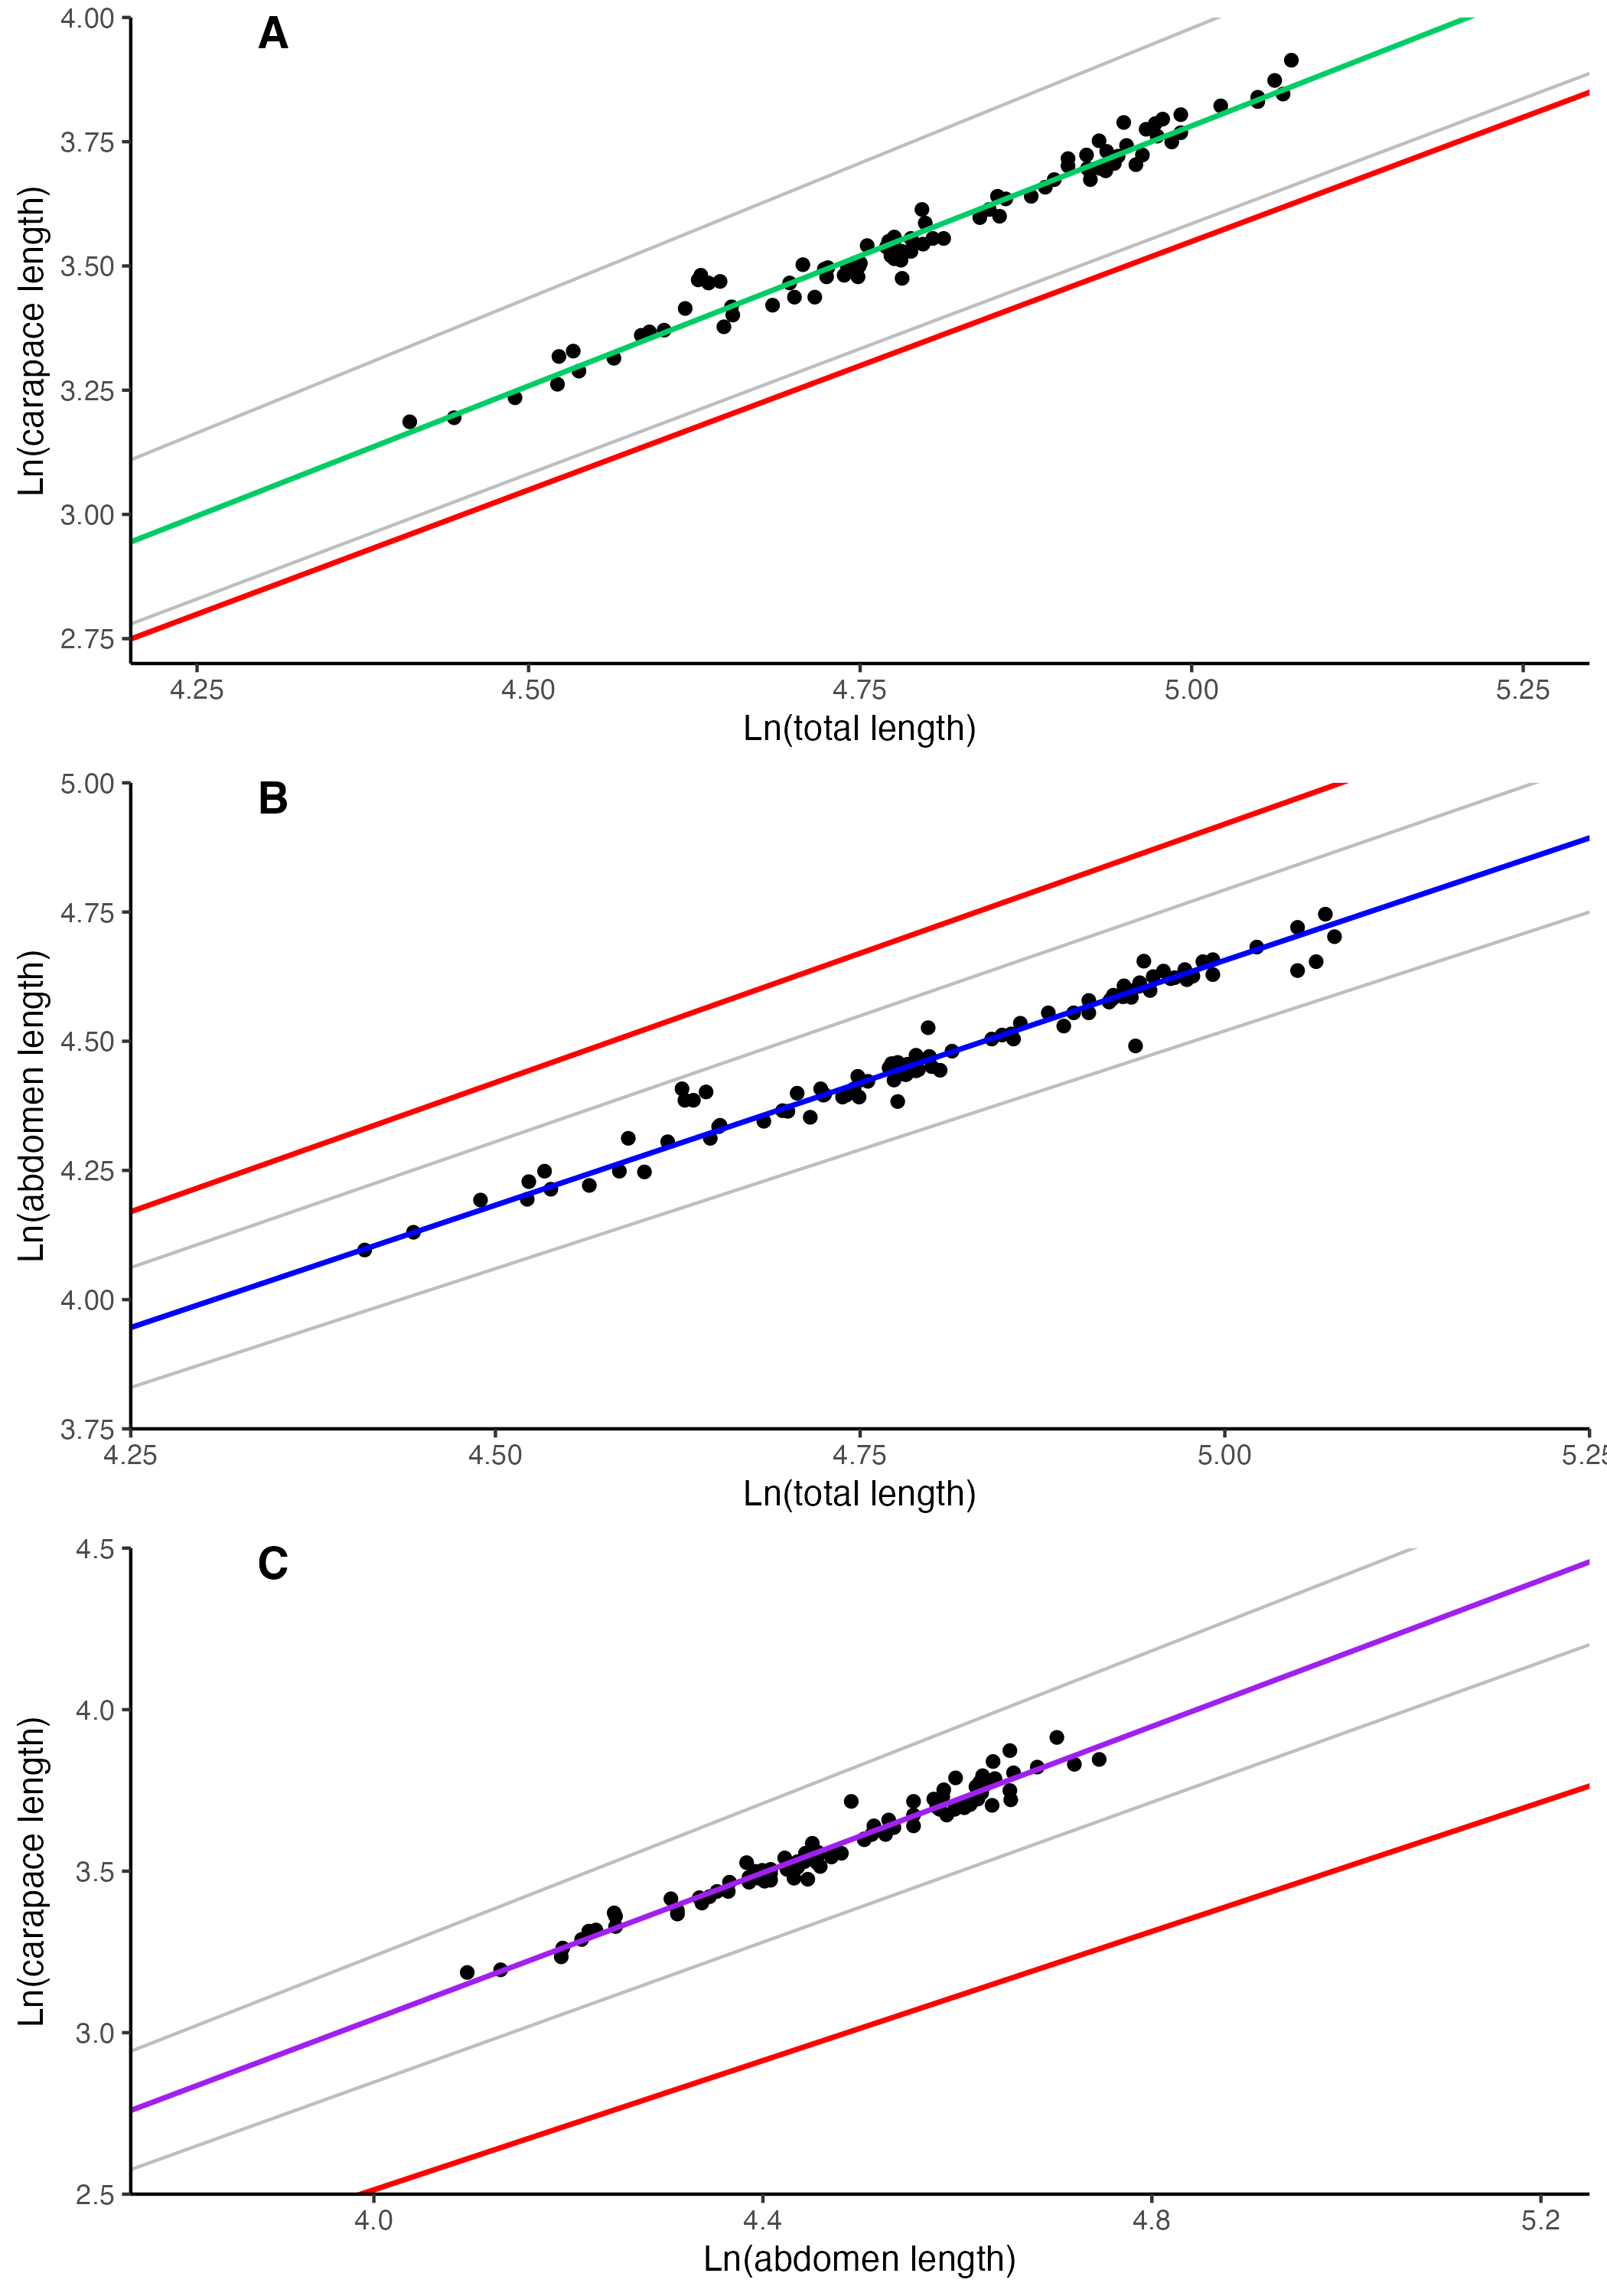 A
4.00
3.75
3.50
3.25
3.00
2.75
Ln(carapace length)
4.25 4.50 4.75 5.00 5.25
Ln(total length)
B
5.00
4.75
4.50
4.25
4.00
3.75
Ln(abdomen length)
4.25 4.50 4.75 5.00 5.25
Ln(total length)
C
4.5
4.0
3.5
3.0
2.5
Ln(carapace length)
4.0 4.4 4.8 5.2
Ln(abdomen length)